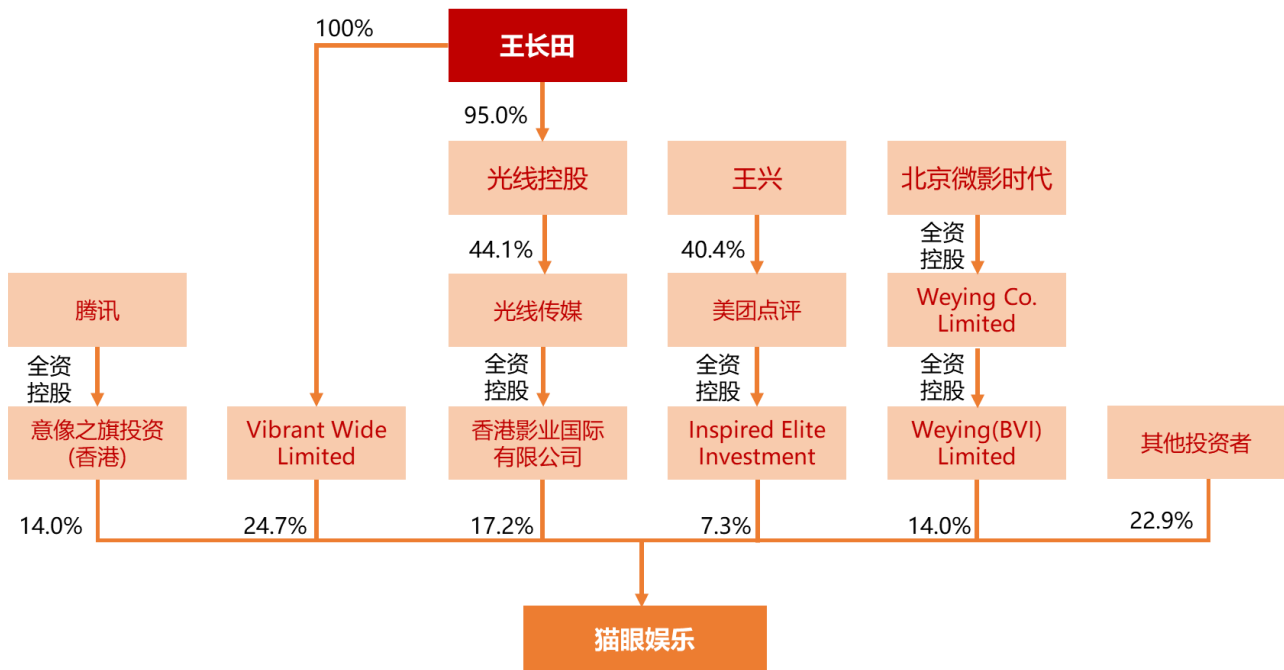 100%
王长田
95.0%
光线控股
王兴
北京微影时代
44.1%
40.4%
全资
控股
腾讯
光线传媒
美团点评
Weying Co.
Limited
全资
控股
全资
控股
全资
控股
全资
控股
意像之旗投资
(香港)
Vibrant Wide
Limited
香港影业国际
有限公司
Inspired Elite
Investment
Weying(BVI)
Limited
其他投资者
14.0%
24.7%
17.2%
7.3%
14.0%
22.9%
猫眼娱乐